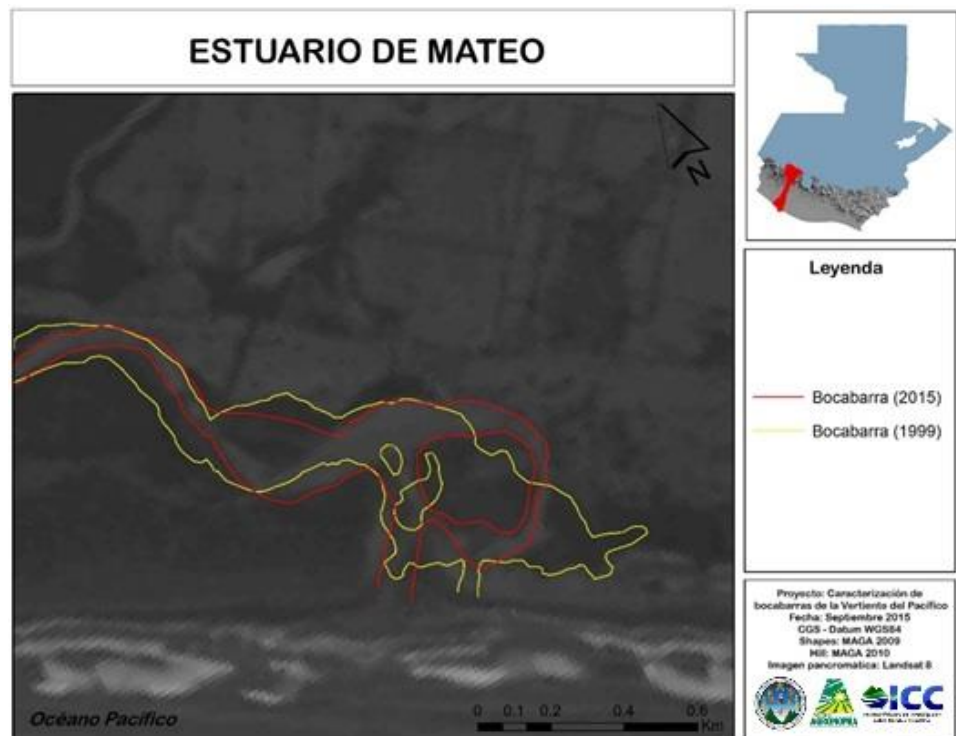 ESTUARIO DE MATEO
N
Océano Pacífico
0 0.1 0.2 0.4 0.6
Km
Leyenda
Bocabarra (2015)
Bocabarra (1999)
Proyecto: Caracterización de
bocabarras de la Vertiente del Pacífico
Fecha: Septiembre 2015
CGS - Datum WGS84
Shapes: MAGA 2009
Hill: MAGA 2010
Imagen pancromatica: Landsat 8
ICC